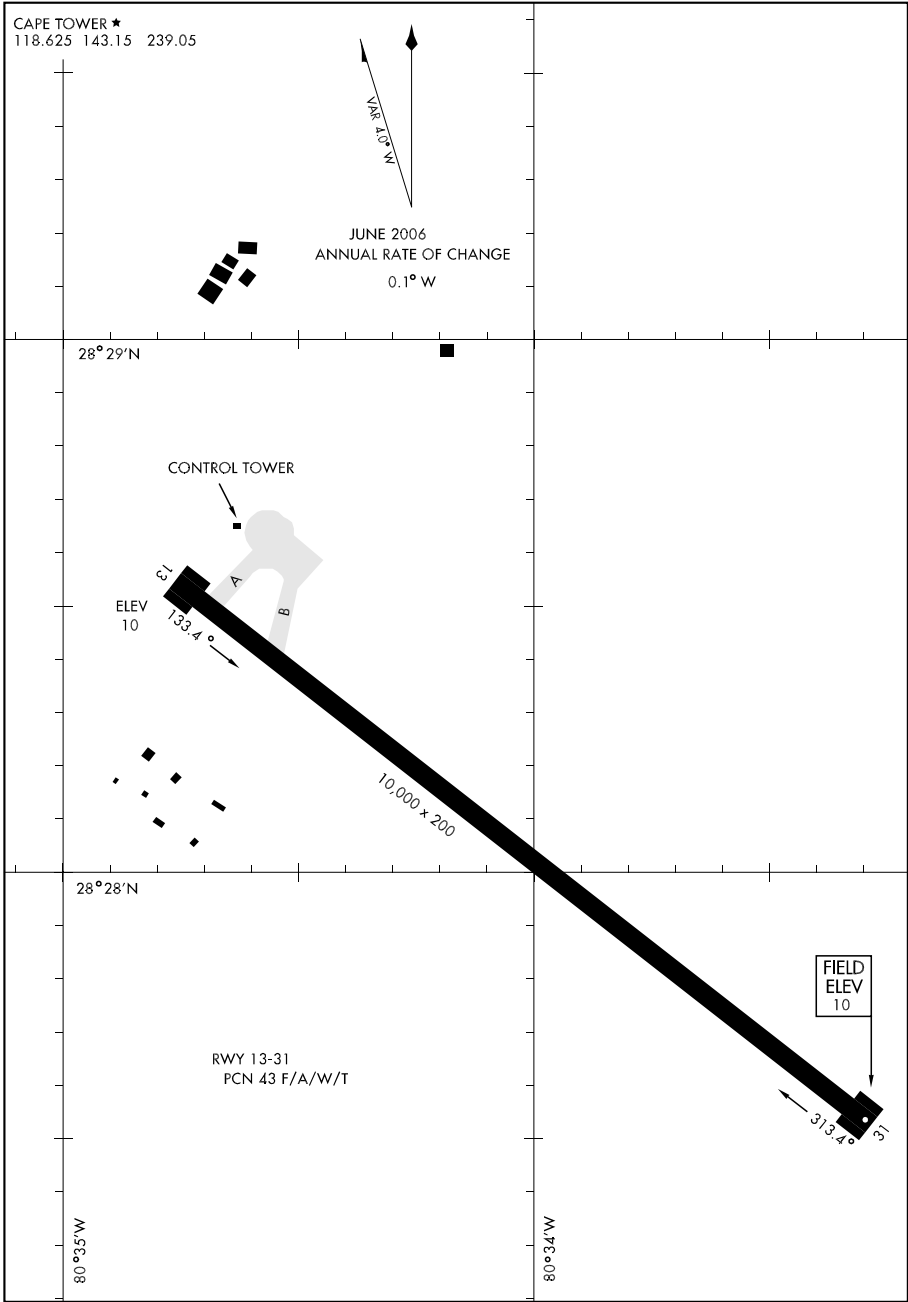 CAPE TOWER ★
118.625 143.15 239.05
VAR 4.0° W
JUNE 2006
ANNUAL RATE OF CHANGE
0.1° W
28°29'N
CONTROL TOWER
13
A
B
ELEV
10
133.4°
10,000 x 200
28°28'N
FIELD
ELEV
10
RWY 13-31
PCN 43 F/A/W/T
313.4°
31
80°35'W
80°34'W